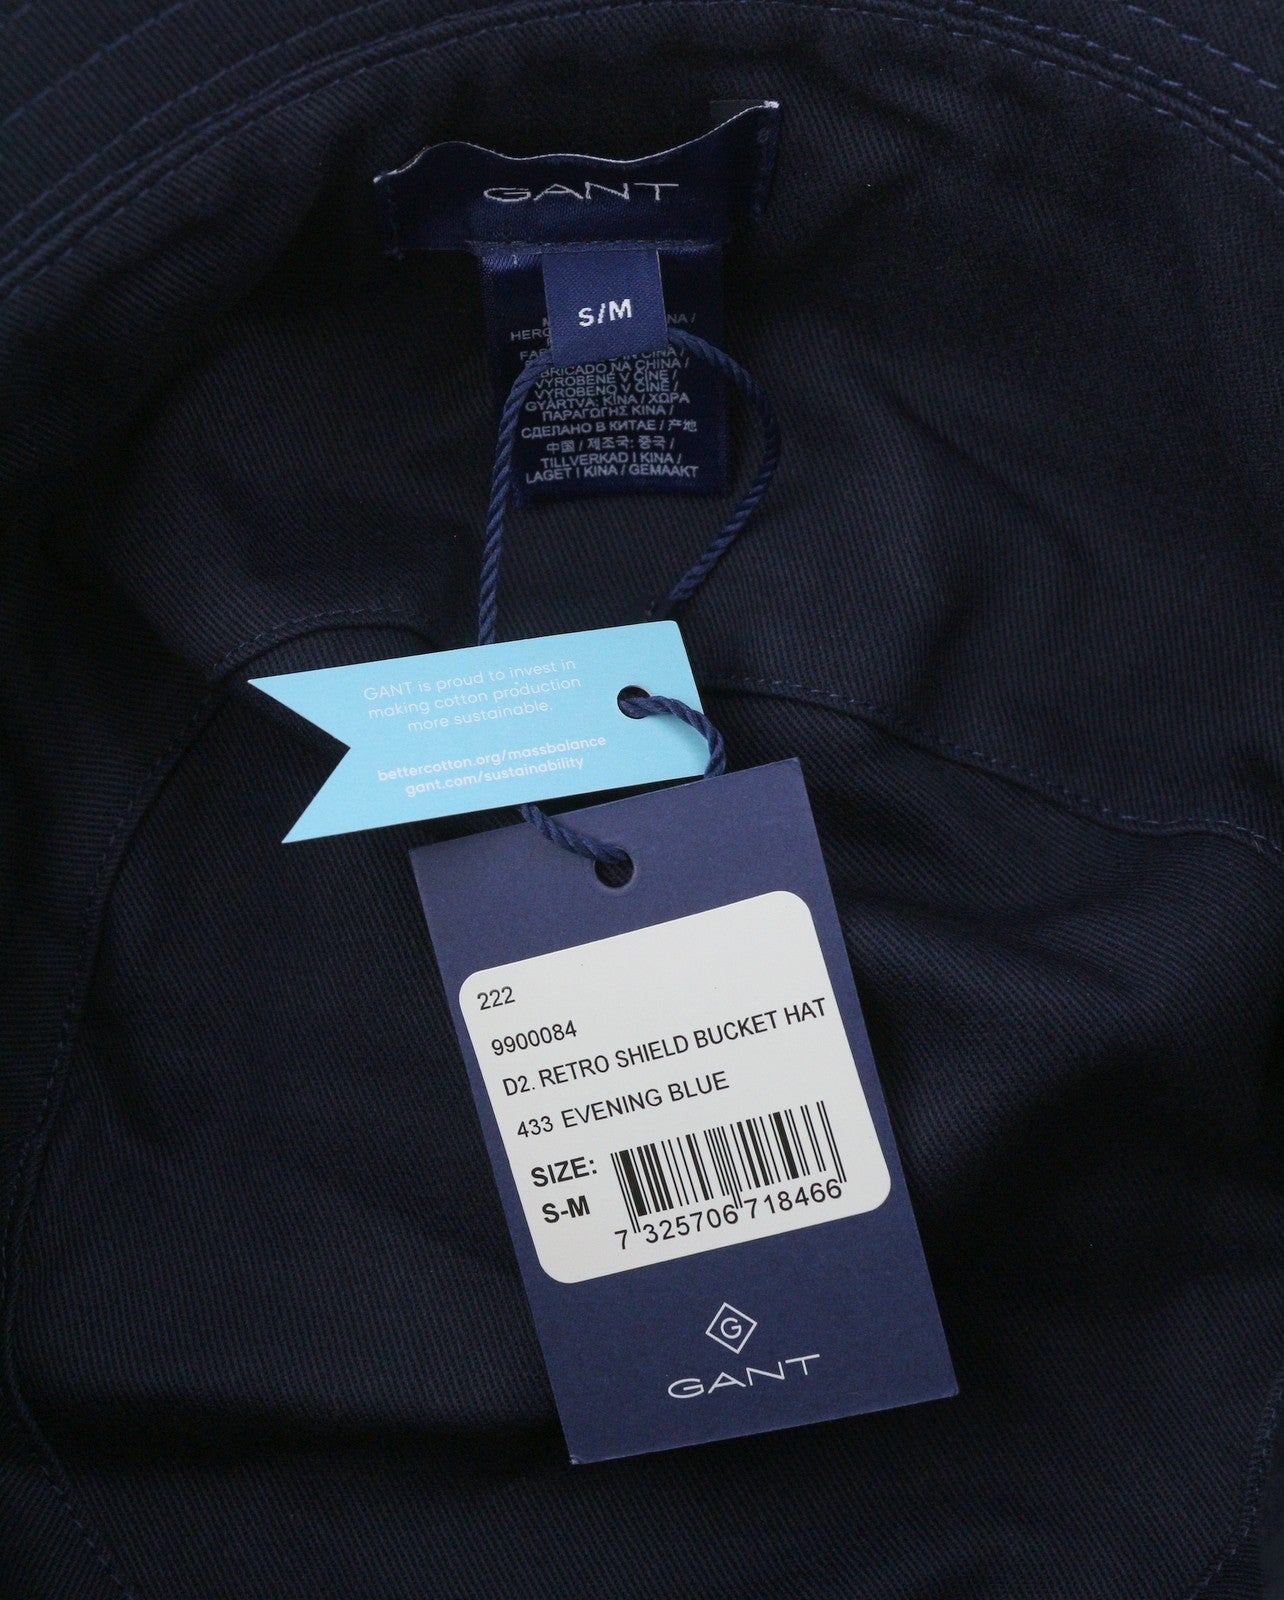 GANT
S/M
NA /
FABRICADO NA CHINA /
VYROBENÉ V ČÍNE /
VYROBENO V ČÍNĚ /
GYÁRTVA: KÍNA / ΧΩΡΑ
ΠΑΡΑΓΩΓΗΣ ΚΙΝΑ /
СДЕЛАНО В КИТАЕ / 产地
中国 / 제조국: 중국 /
TILLVERKAD I KINA /
LAGET I KINA / GEMAAKT
GANT is proud to invest in
making cotton production
more sustainable.
bettercotton.org/massbalance
gant.com/sustainability
222
9900084
D2. RETRO SHIELD BUCKET HAT
433 EVENING BLUE
SIZE:
S-M
7 325706 718466
G
GANT